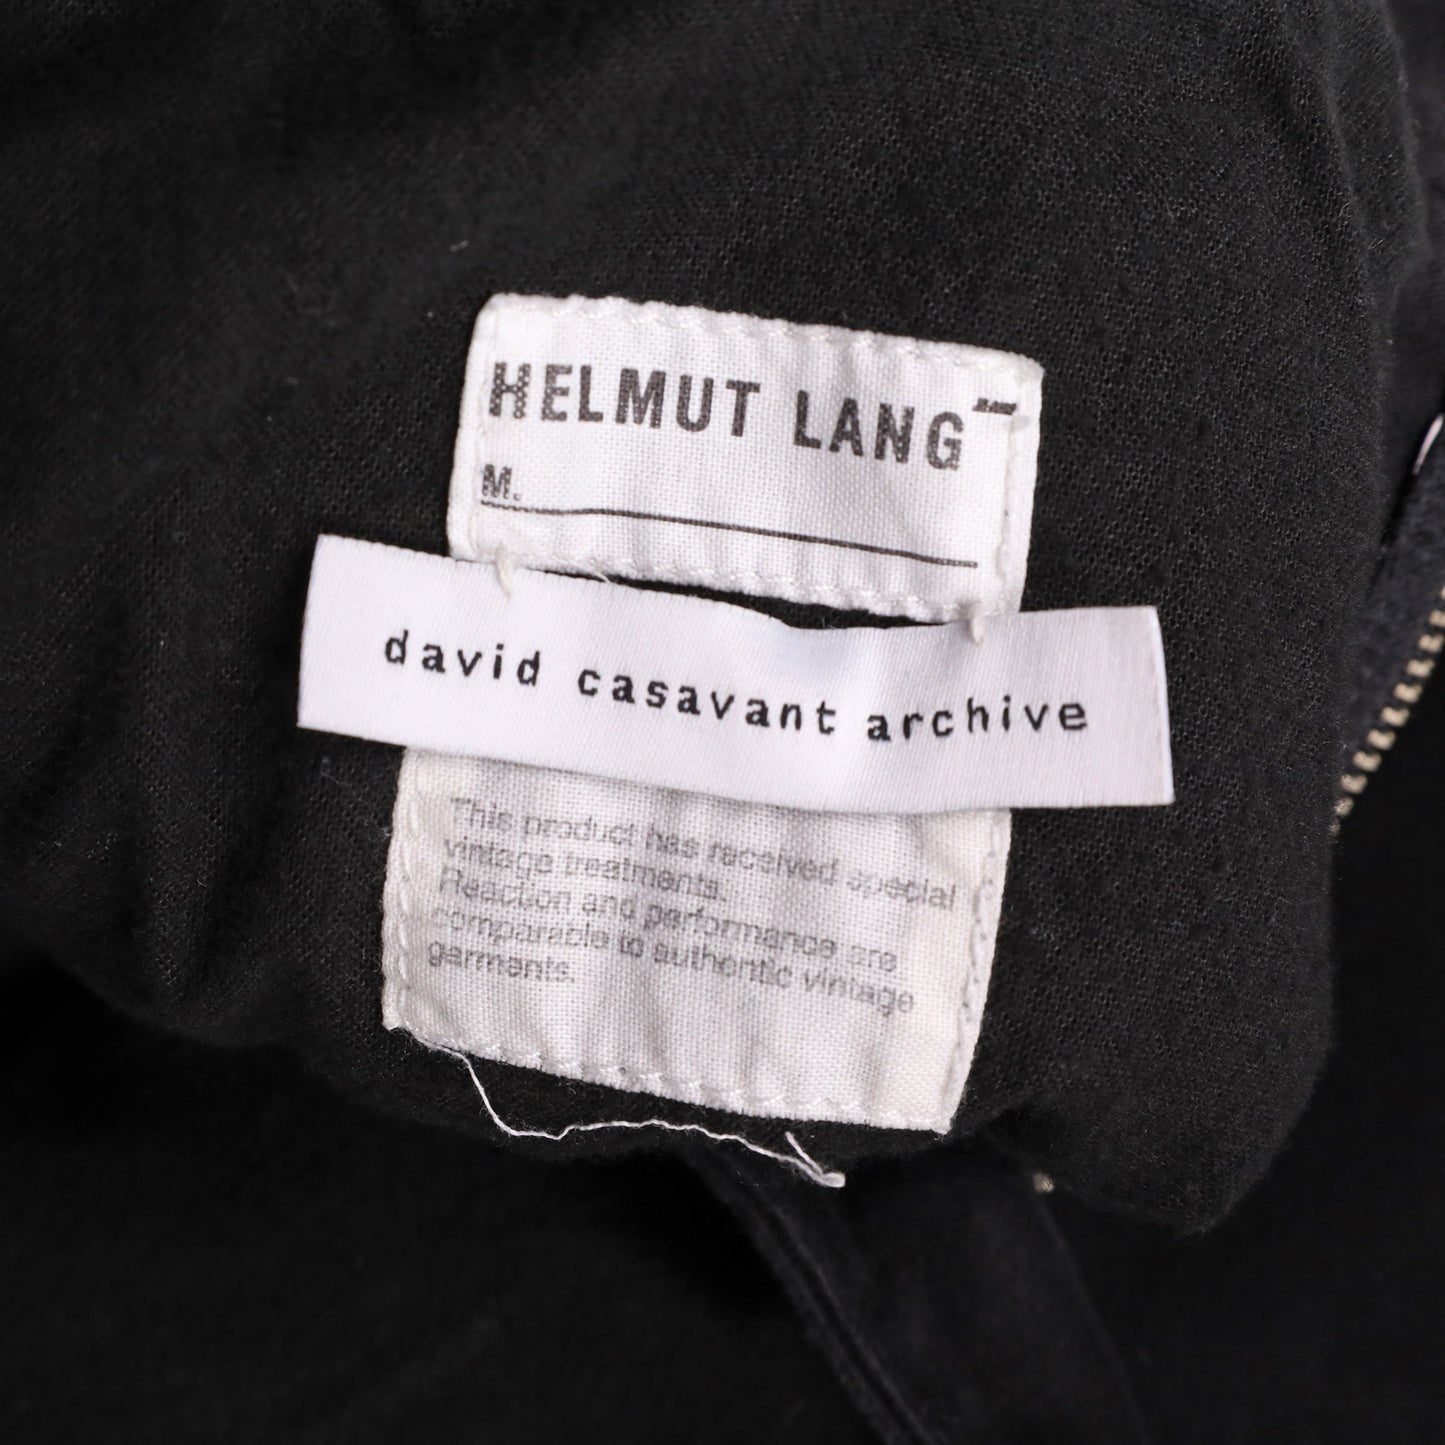 HELMUT LANG JEANS
M.
david casavant archive
This product has received special
vintage treatments.
Reaction and performance are
comparable to authentic vintage
garments.